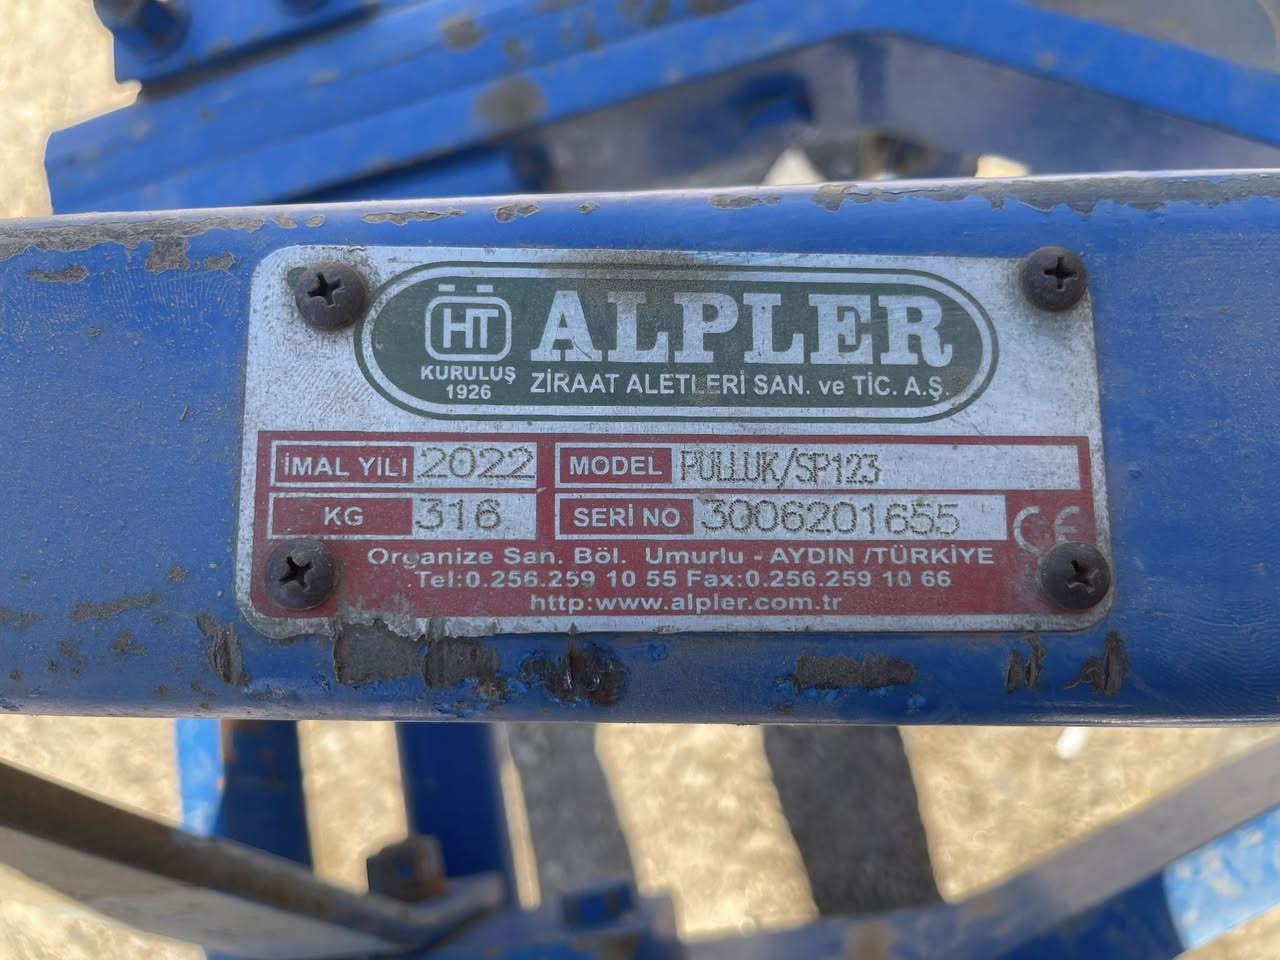 HT ALPLER
KURULUŞ 1926
ZİRAAT ALETLERİ SAN. ve TİC. A.Ş.
İMAL YILI 2022 MODEL PULLUK/SP123
KG 316 SERİ NO 3006201655 CE
Organize San. Böl. Umurlu - AYDIN /TÜRKİYE
Tel:0.256.259 10 55 Fax:0.256.259 10 66
http:www.alpler.com.tr